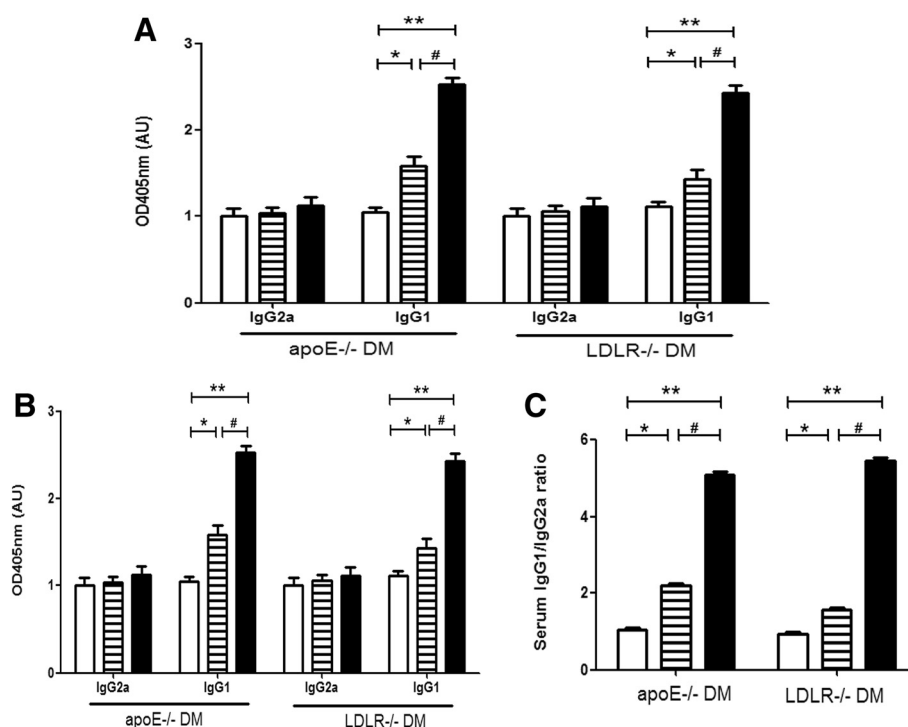 A
** **
* # * #
OD405nm (AU)
3
2
1
0
IgG2a IgG1 IgG2a IgG1
apoE-/- DM LDLR-/- DM
B
** **
* # * #
OD405nm (AU)
3
2
1
0
IgG2a IgG1 IgG2a IgG1
apoE-/- DM LDLR-/- DM
C
** **
* # * #
Serum IgG1/IgG2a ratio
6
4
2
0
apoE-/- DM LDLR-/- DM